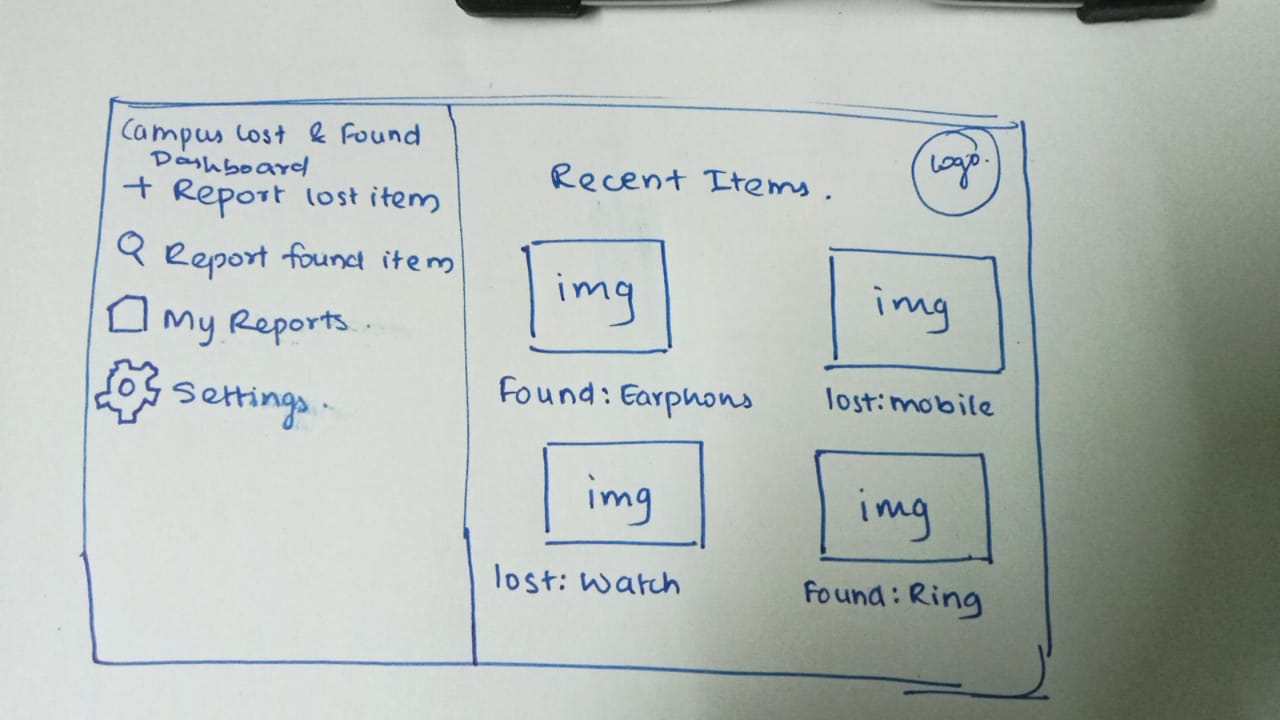 Campus lost & Found
Dashboard
+ Report lost item
Report found item
My Reports.
Settings.
Recent Items.
Logo.
img
img
Found: Earphons
lost: mobile
img
img
lost: Watch
Found: Ring